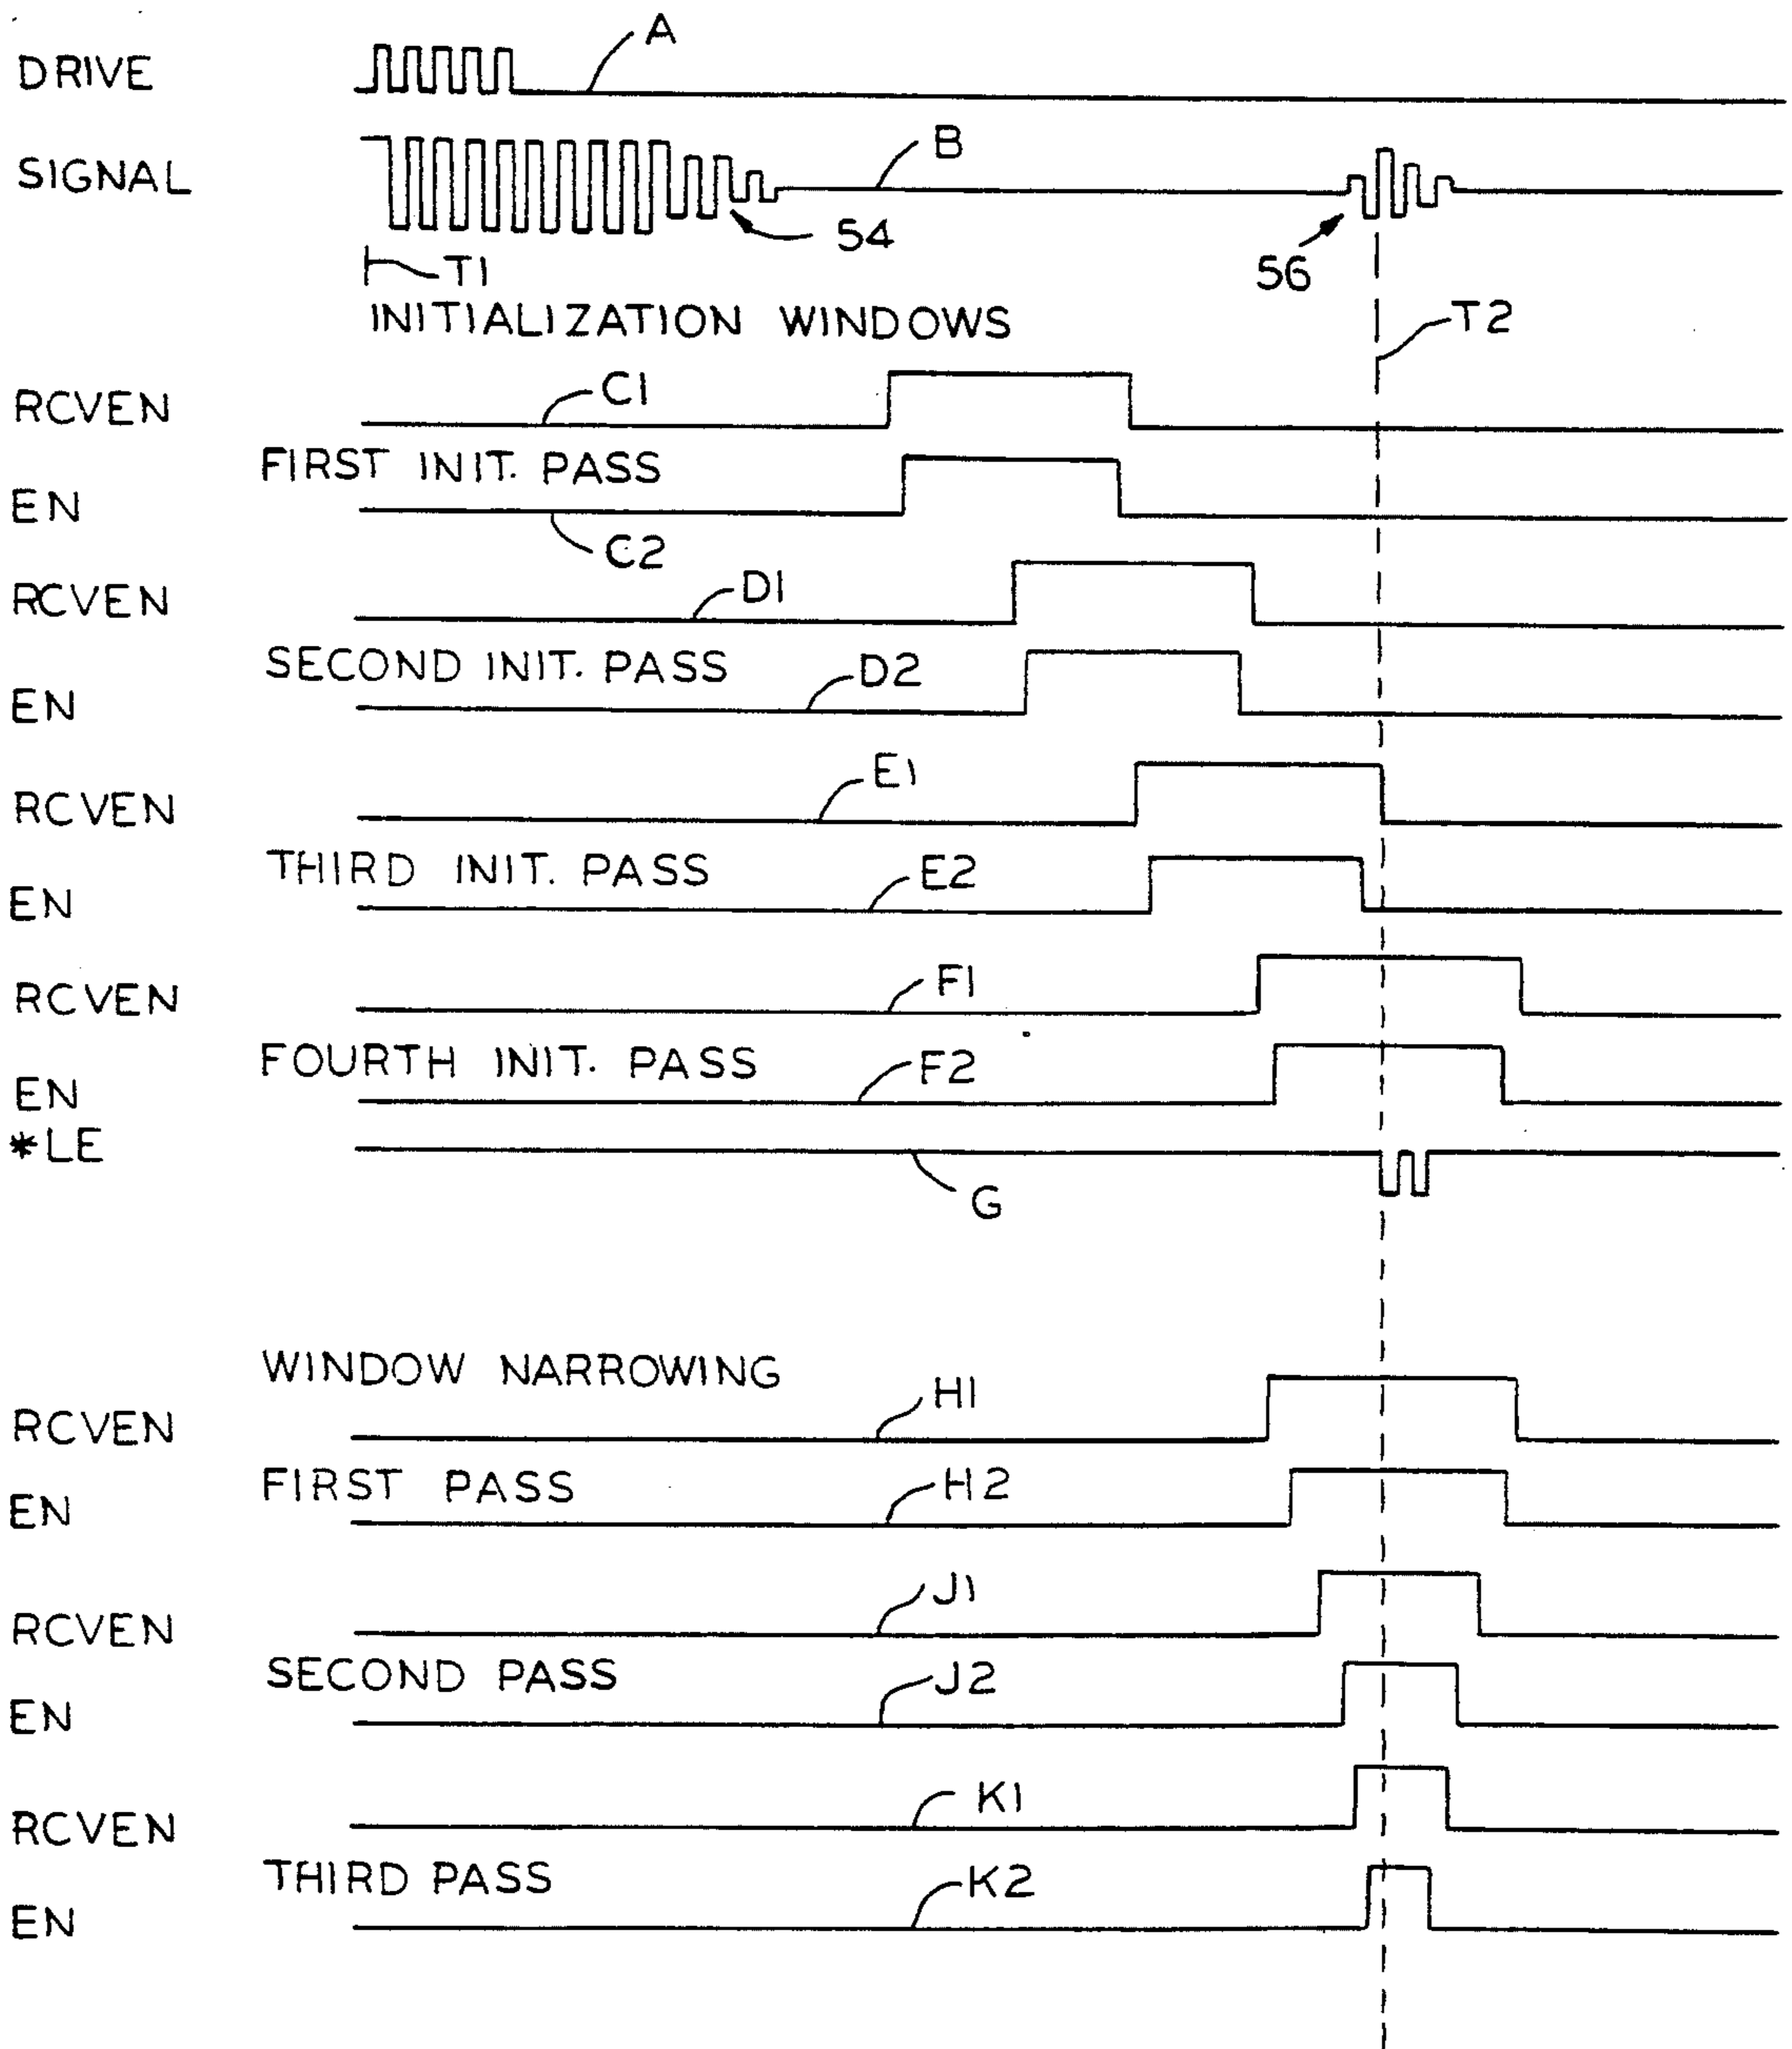 DRIVE
A
SIGNAL
B
54
56
T1
INITIALIZATION WINDOWS
T2
RCVEN
C1
FIRST INIT. PASS
EN
C2
RCVEN
D1
SECOND INIT. PASS
EN
D2
RCVEN
E1
THIRD INIT. PASS
EN
E2
RCVEN
F1
FOURTH INIT. PASS
EN
F2
*LE
G
WINDOW NARROWING
RCVEN
H1
FIRST PASS
EN
H2
RCVEN
J1
SECOND PASS
EN
J2
RCVEN
K1
THIRD PASS
EN
K2